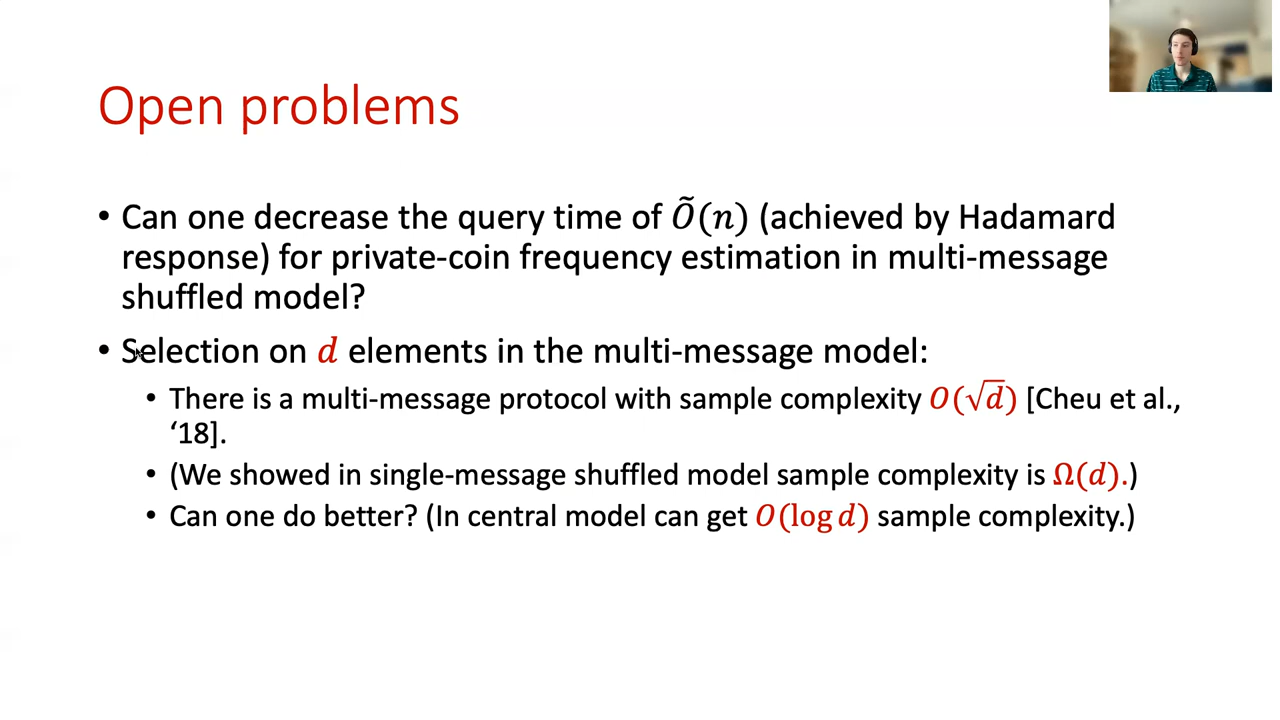 Open problems
• Can one decrease the query time of Õ(n) (achieved by Hadamard
response) for private-coin frequency estimation in multi-message
shuffled model?
• Selection on d elements in the multi-message model:
• There is a multi-message protocol with sample complexity O(√d) [Cheu et al.,
‘18].
• (We showed in single-message shuffled model sample complexity is Ω(d).)
• Can one do better? (In central model can get O(log d) sample complexity.)